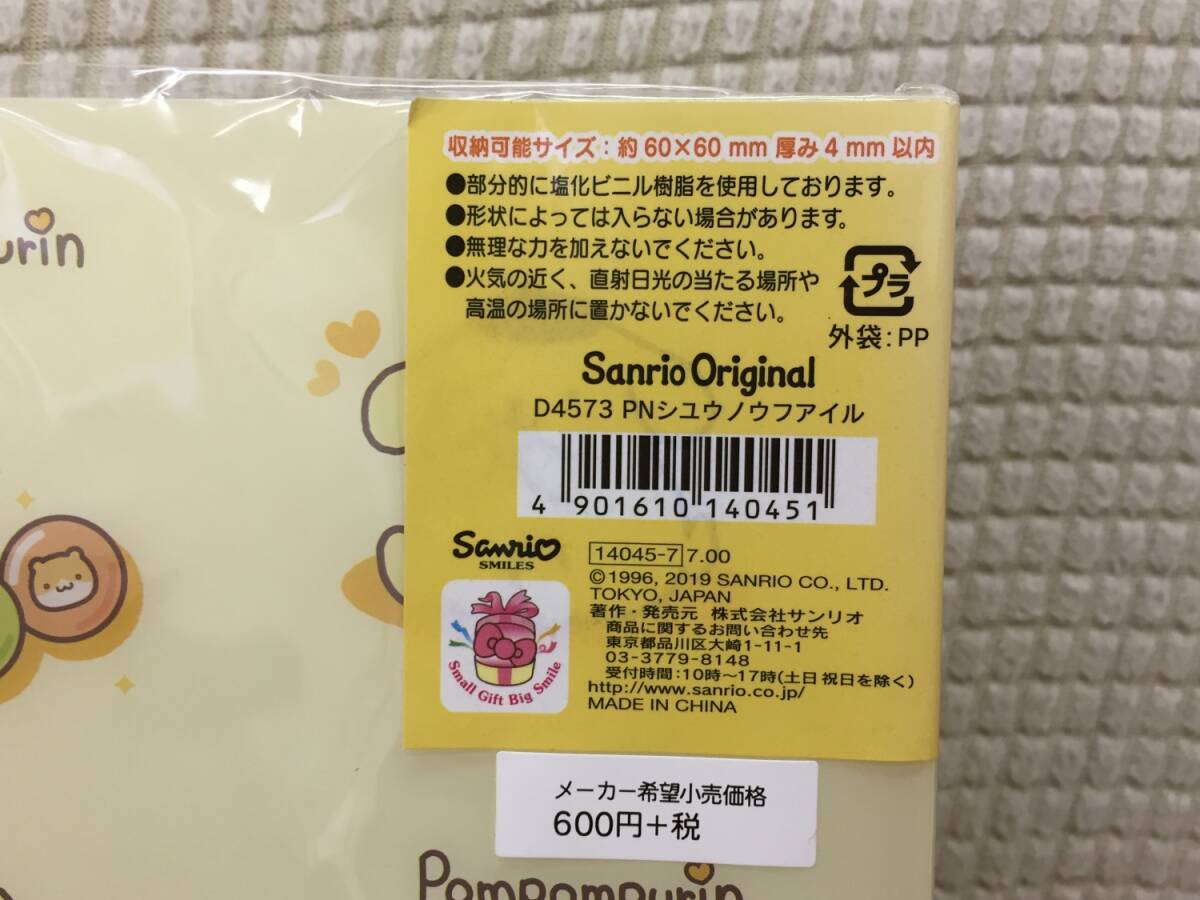 purin
収納可能サイズ：約60×60mm 厚み4mm以内
●部分的に塩化ビニル樹脂を使用しております。
●形状によっては入らない場合があります。
●無理な力を加えないでください。
●火気の近く、直射日光の当たる場所や
高温の場所に置かないでください。
プラ
外袋：PP
Sanrio Original
D4573 PNシユウノウフアイル
4 901610 140451
Sanrio
SMILES
Small Gift Big Smile
14045-7 7.00
©1996, 2019 SANRIO CO., LTD.
TOKYO, JAPAN
著作・発売元 株式会社サンリオ
商品に関するお問い合わせ先
東京都品川区大崎1-11-1
03-3779-8148
受付時間：10時～17時(土日祝日を除く)
http://www.sanrio.co.jp/
MADE IN CHINA
メーカー希望小売価格
600円＋税
Pompompurin